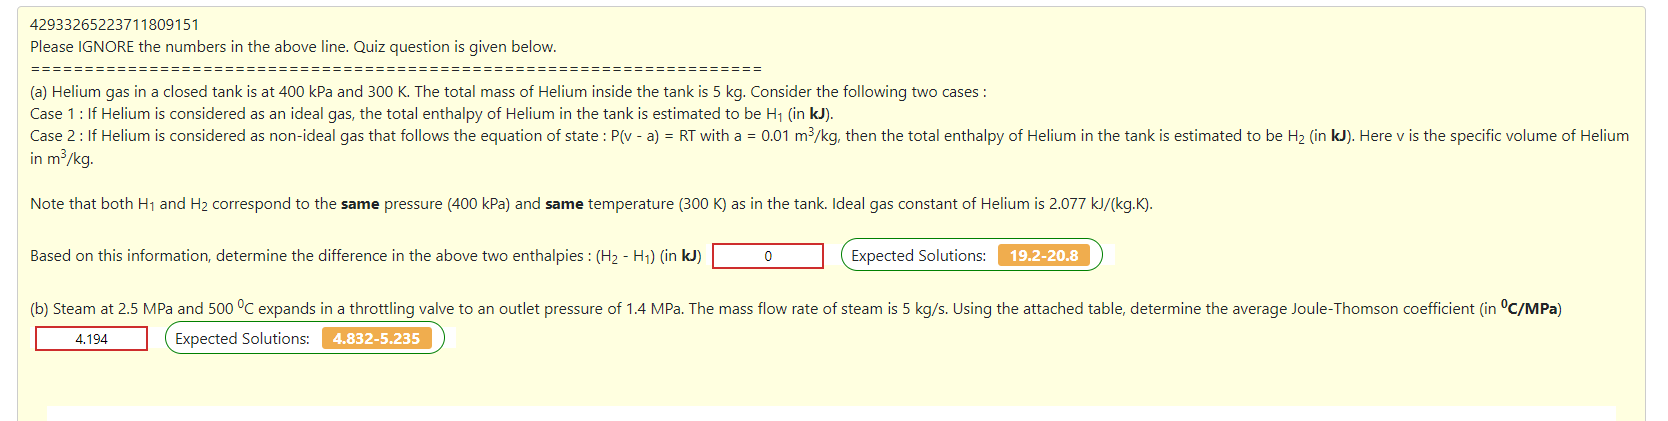 42933265223711809151
Please IGNORE the numbers in the above line. Quiz question is given below.
====================================================================
(a) Helium gas in a closed tank is at 400 kPa and 300 K. The total mass of Helium inside the tank is 5 kg. Consider the following two cases :
Case 1 : If Helium is considered as an ideal gas, the total enthalpy of Helium in the tank is estimated to be H₁ (in kJ).
Case 2 : If Helium is considered as non-ideal gas that follows the equation of state : P(v - a) = RT with a = 0.01 m³/kg, then the total enthalpy of Helium in the tank is estimated to be H₂ (in kJ). Here v is the specific volume of Helium
in m³/kg.
Note that both H₁ and H₂ correspond to the same pressure (400 kPa) and same temperature (300 K) as in the tank. Ideal gas constant of Helium is 2.077 kJ/(kg.K).
Based on this information, determine the difference in the above two enthalpies : (H₂ - H₁) (in kJ) 0 Expected Solutions: 19.2-20.8
(b) Steam at 2.5 MPa and 500 ⁰C expands in a throttling valve to an outlet pressure of 1.4 MPa. The mass flow rate of steam is 5 kg/s. Using the attached table, determine the average Joule-Thomson coefficient (in ⁰C/MPa)
4.194 Expected Solutions: 4.832-5.235